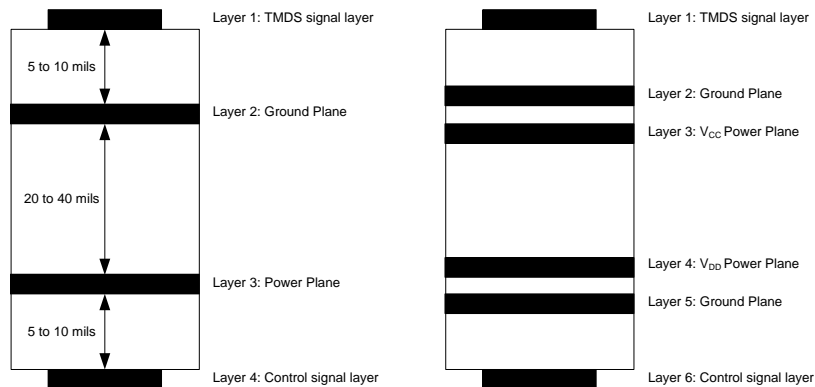 Layer 1: TMDS signal layer
5 to 10 mils
Layer 2: Ground Plane
20 to 40 mils
Layer 3: Power Plane
5 to 10 mils
Layer 4: Control signal layer
Layer 1: TMDS signal layer
Layer 2: Ground Plane
Layer 3: VCC Power Plane
Layer 4: VDD Power Plane
Layer 5: Ground Plane
Layer 6: Control signal layer